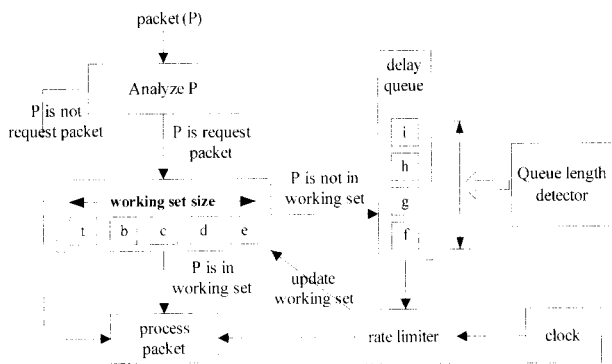 packet (P)
Analyze P
P is not
request packet
P is request
packet
delay
queue
i
h
g
f
Queue length
detector
working set size
t b c d e
P is not in
working set
P is in
working set
update
working set
process
packet
rate limiter
clock